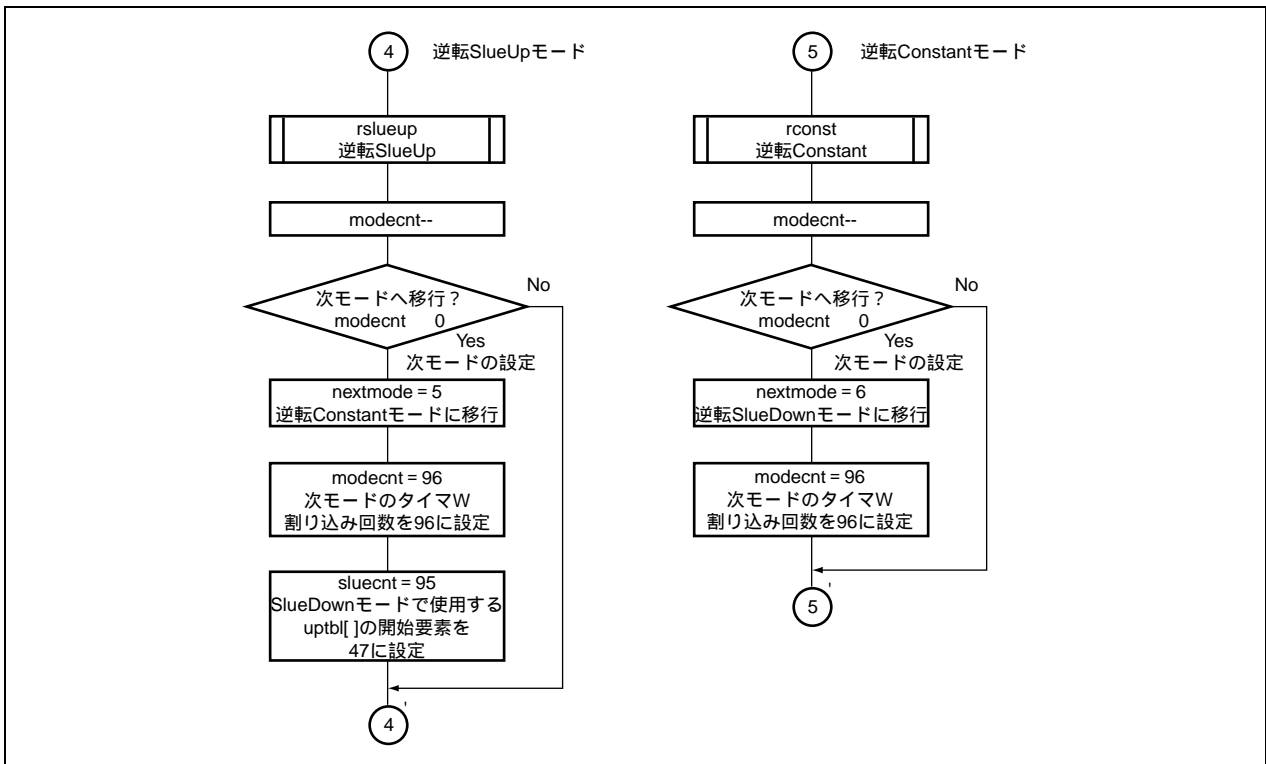 4
逆転SlueUpモード
rslueup
逆転SlueUp
modecnt--
次モードへ移行？
modecnt 0
No
Yes
次モードの設定
nextmode = 5
逆転Constantモードに移行
modecnt = 96
次モードのタイマW
割り込み回数を96に設定
sluecnt = 95
SlueDownモードで使用する
uptbl[ ]の開始要素を
47に設定
4'
5
逆転Constantモード
rconst
逆転Constant
modecnt--
次モードへ移行？
modecnt 0
No
Yes
次モードの設定
nextmode = 6
逆転SlueDownモードに移行
modecnt = 96
次モードのタイマW
割り込み回数を96に設定
5'